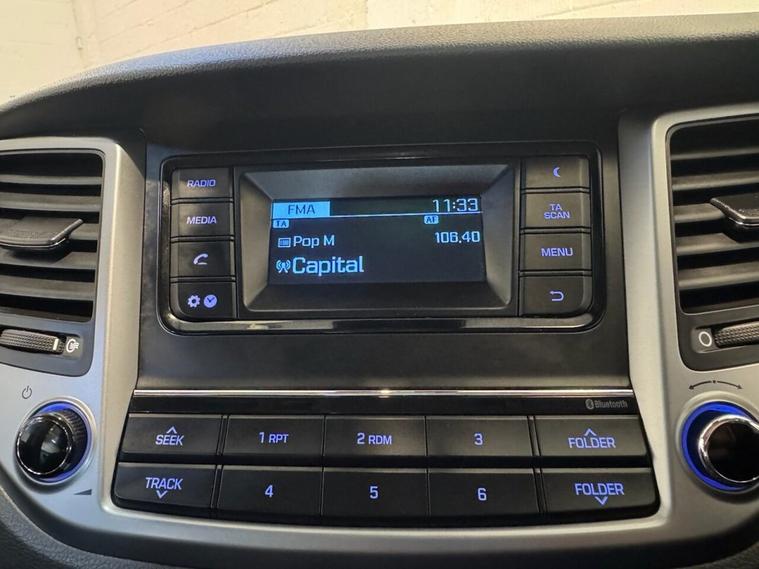 RADIO
MEDIA
FMA 11:33
TA AF
Pop M 106.40
Capital
TA
SCAN
MENU
Bluetooth
SEEK
1 RPT
2 RDM
3
FOLDER
TRACK
4
5
6
FOLDER